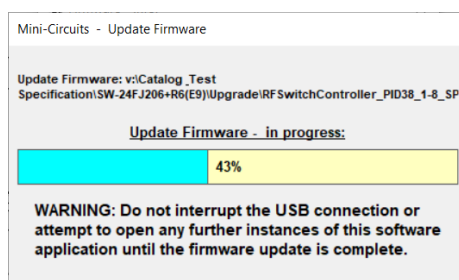 Mini-Circuits - Update Firmware
Update Firmware: v:\Catalog_Test
Specification\SW-24FJ206+R6(E9)\Upgrade\RFSwitchController_PID38_1-8_SP
Update Firmware - in progress:
43%
WARNING: Do not interrupt the USB connection or
attempt to open any further instances of this software
application until the firmware update is complete.